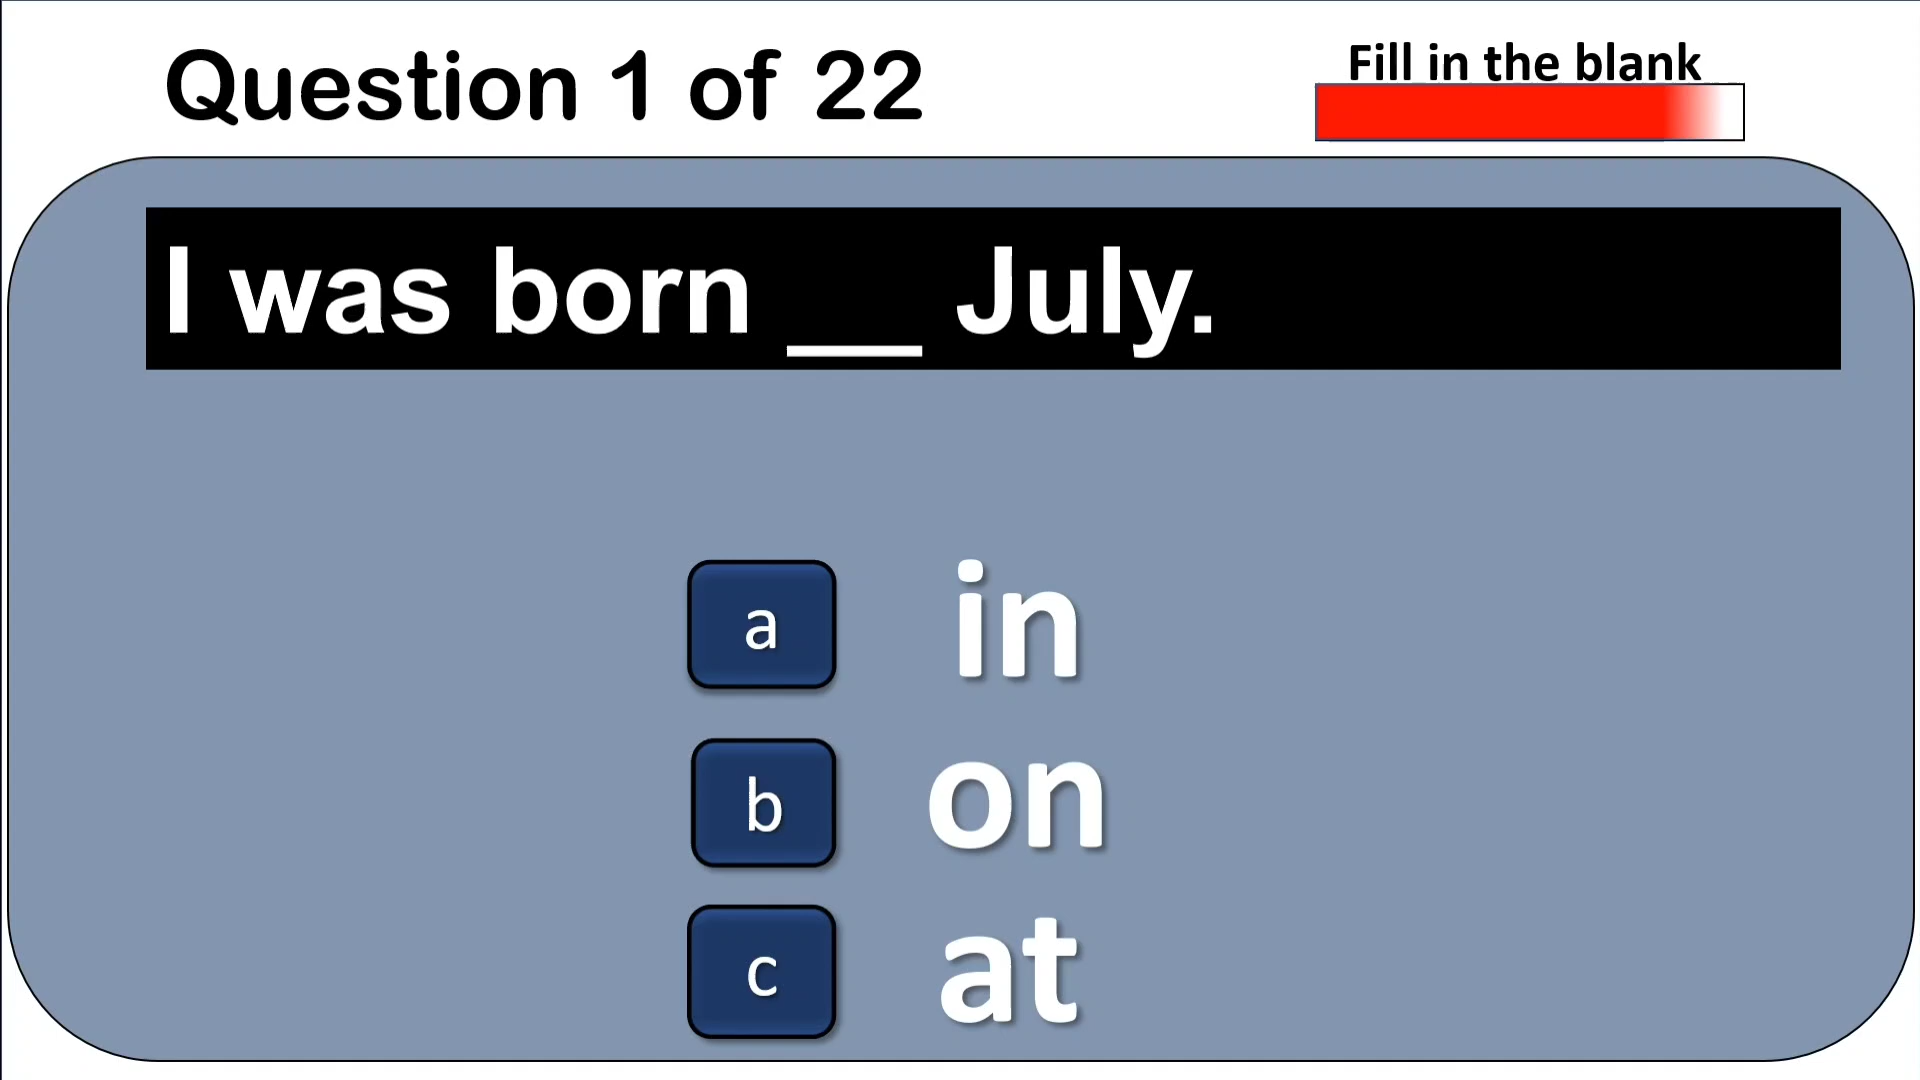 Question 1 of 22
Fill in the blank
I was born __ July.
a in
b on
c at